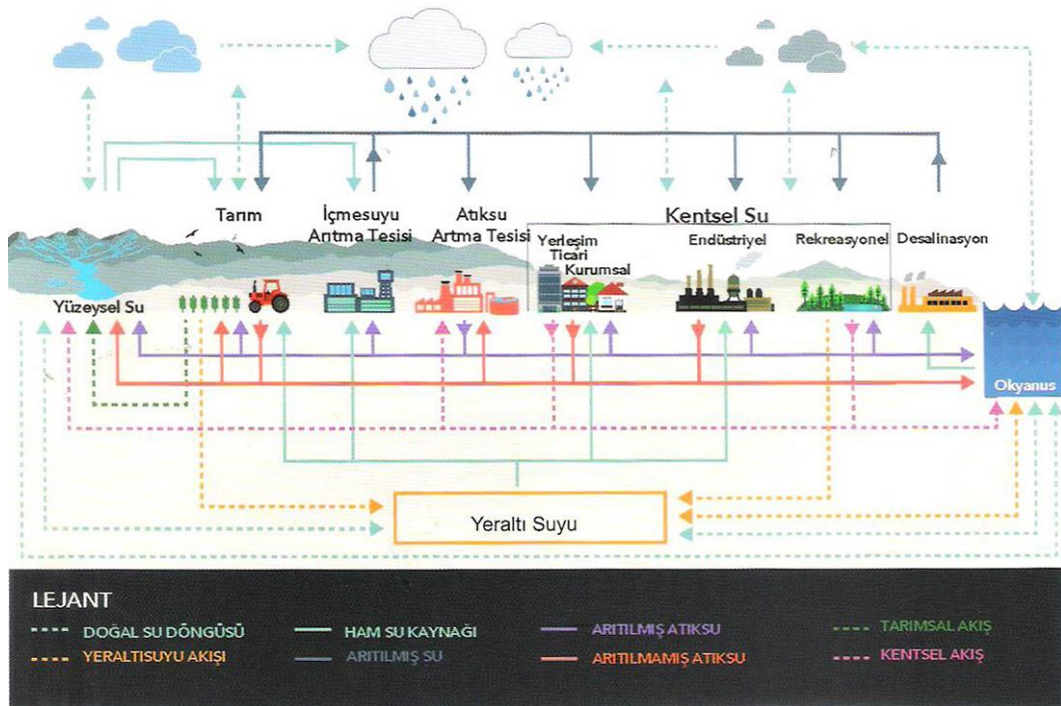 Tarım
İçmesuyu
Arıtma Tesisi
Atıksu
Artma Tesisi
Kentsel Su
Yerleşim
Ticari
Kurumsal
Endüstriyel
Rekreasyonel
Desalinasyon
Yüzeysel Su
Okyanus
Yeraltı Suyu
LEJANT
DOĞAL SU DÖNGÜSÜ
HAM SU KAYNAĞI
ARITILMIŞ ATIKSU
TARIMSAL AKIŞ
YERALTISUYU AKIŞI
ARITILMIŞ SU
ARITILMAMIŞ ATIKSU
KENTSEL AKIŞ